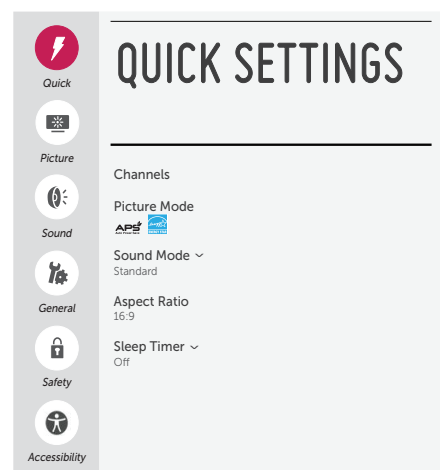 QUICK SETTINGS
Quick
Picture
Sound
General
Safety
Accessibility
Channels
Picture Mode
APS
Sound Mode
Standard
Aspect Ratio
16:9
Sleep Timer
Off